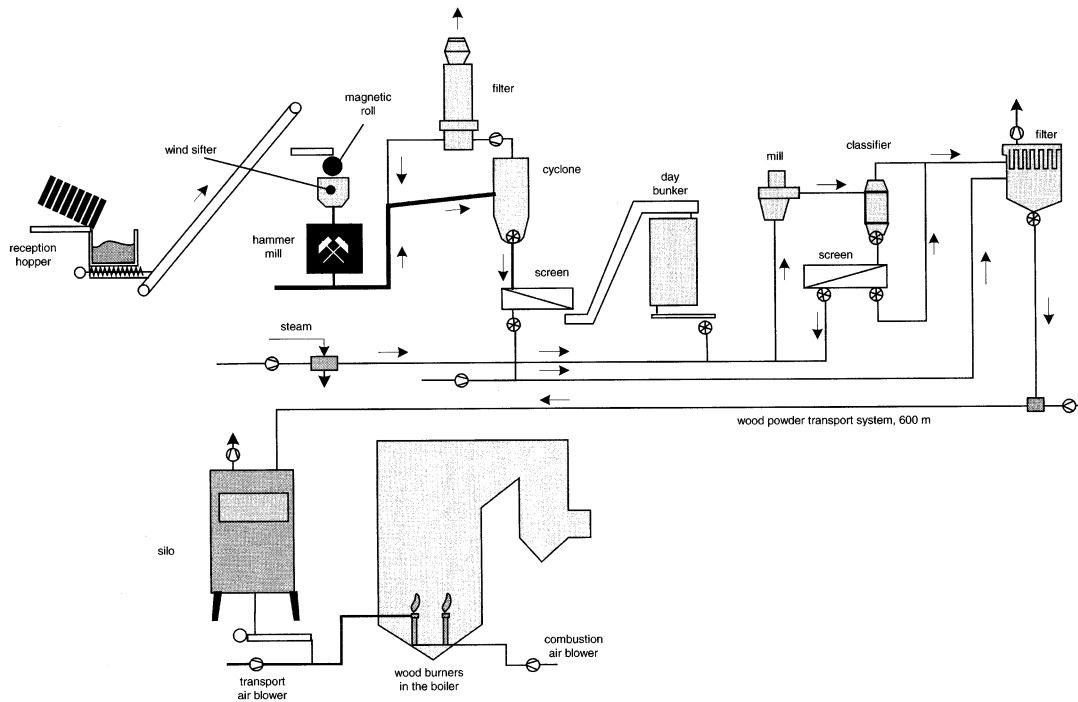 magnetic
roll
filter
wind sifter
cyclone
day
bunker
mill
classifier
filter
reception
hopper
hammer
mill
screen
screen
steam
wood powder transport system, 600 m
silo
transport
air blower
wood burners
in the boiler
combustion
air blower